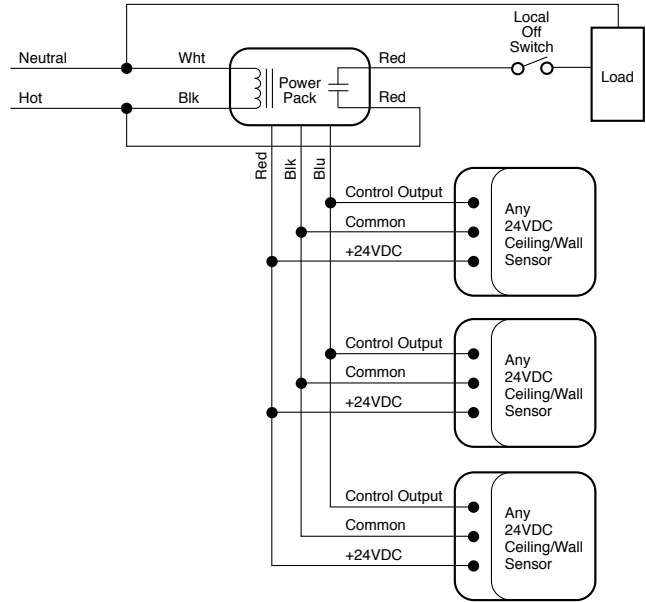 Local
Off
Switch
Neutral
Wht
Red
Power
Pack
Load
Hot
Blk
Red
Red
Blk
Blu
Control Output
Common
+24VDC
Any
24VDC
Ceiling/Wall
Sensor
Control Output
Common
+24VDC
Any
24VDC
Ceiling/Wall
Sensor
Control Output
Common
+24VDC
Any
24VDC
Ceiling/Wall
Sensor